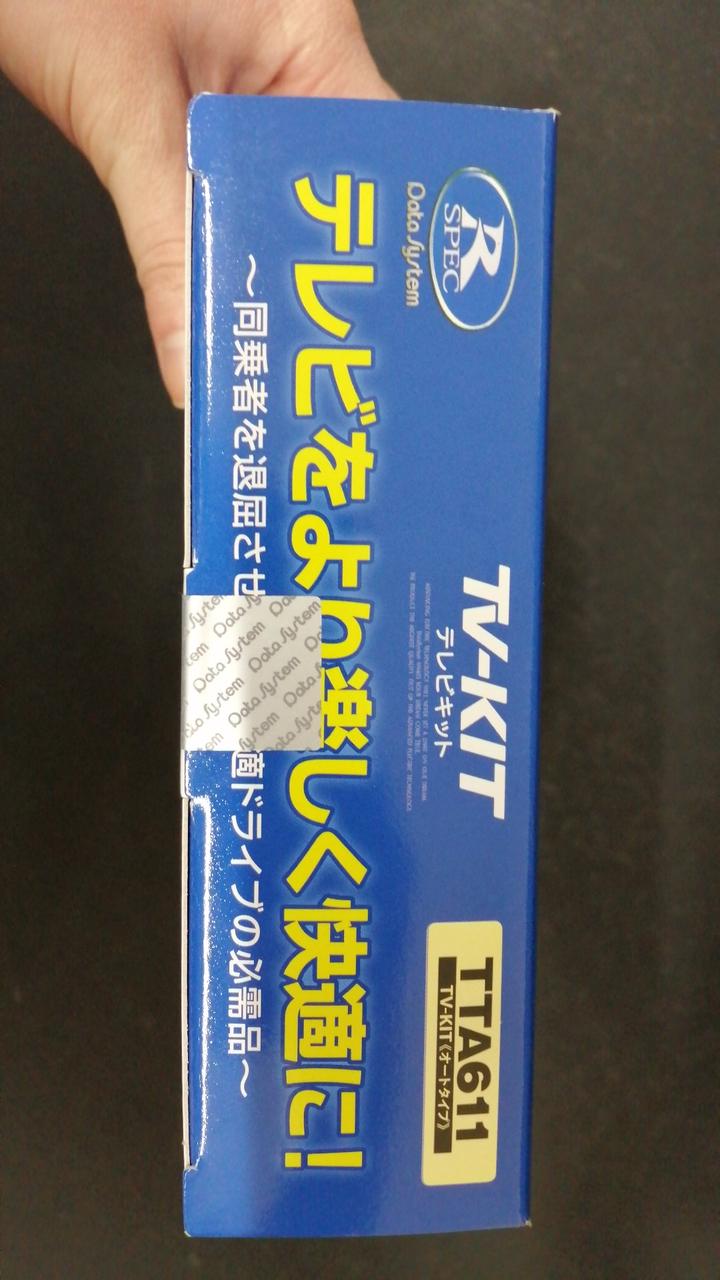 R
SPEC
Data System
TV-KIT
テレビキット
TTA611
TV-KIT《オートタイプ》
テレビをより楽しく快適に!
～同乗者を退屈させ
適ドライブの必需品～
Data System